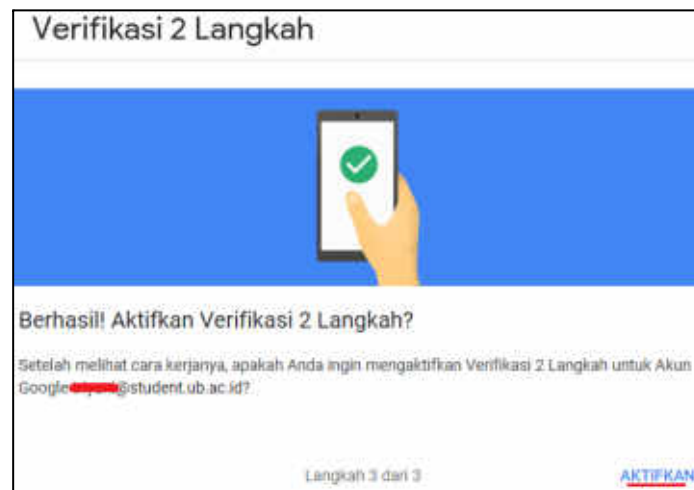 Verifikasi 2 Langkah
Berhasil! Aktifkan Verifikasi 2 Langkah?
Setelah melihat cara kerjanya, apakah Anda ingin mengaktifkan Verifikasi 2 Langkah untuk Akun
Google @student.ub.ac.id?
Langkah 3 dari 3
AKTIFKAN